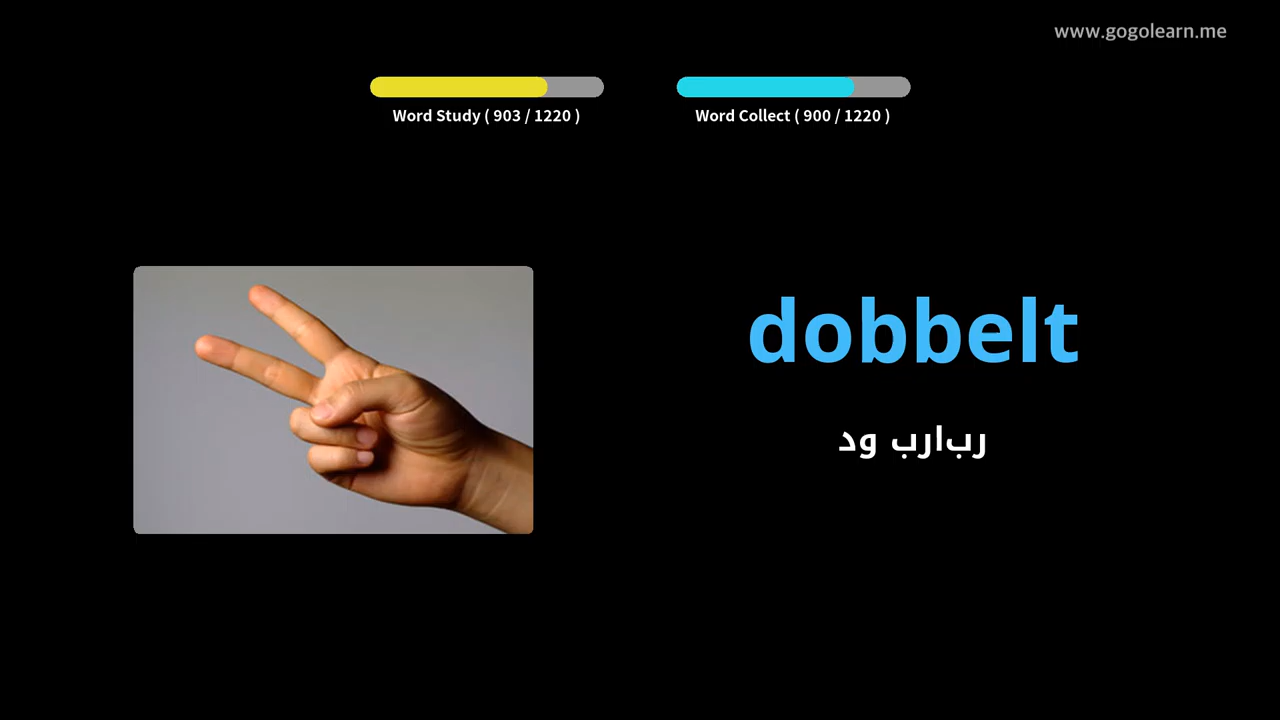 www.gogolearn.me
Word Study ( 903 / 1220 )
Word Collect ( 900 / 1220 )
dobbelt
ربارب ود